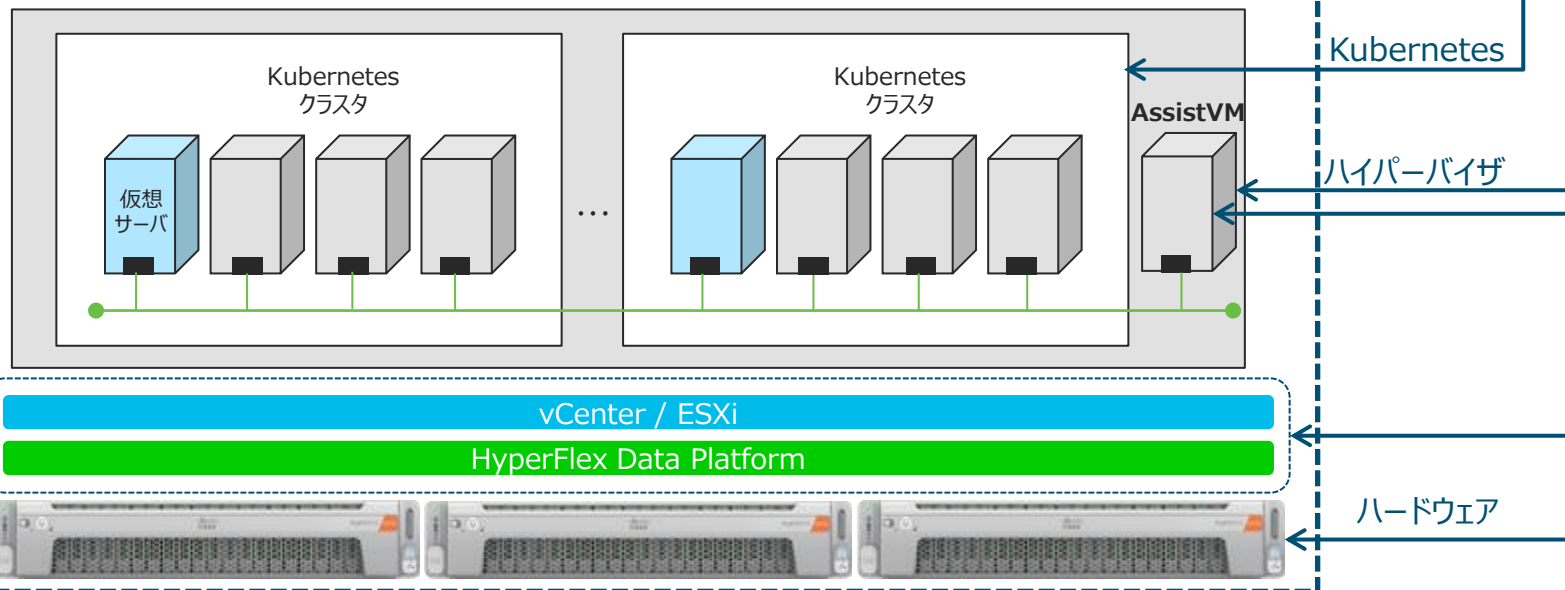 Kubernetes
クラスタ
Kubernetes
クラスタ
Kubernetes
AssistVM
ハイパーバイザ
仮想
サーバ
...
vCenter / ESXi
HyperFlex Data Platform
ハードウェア